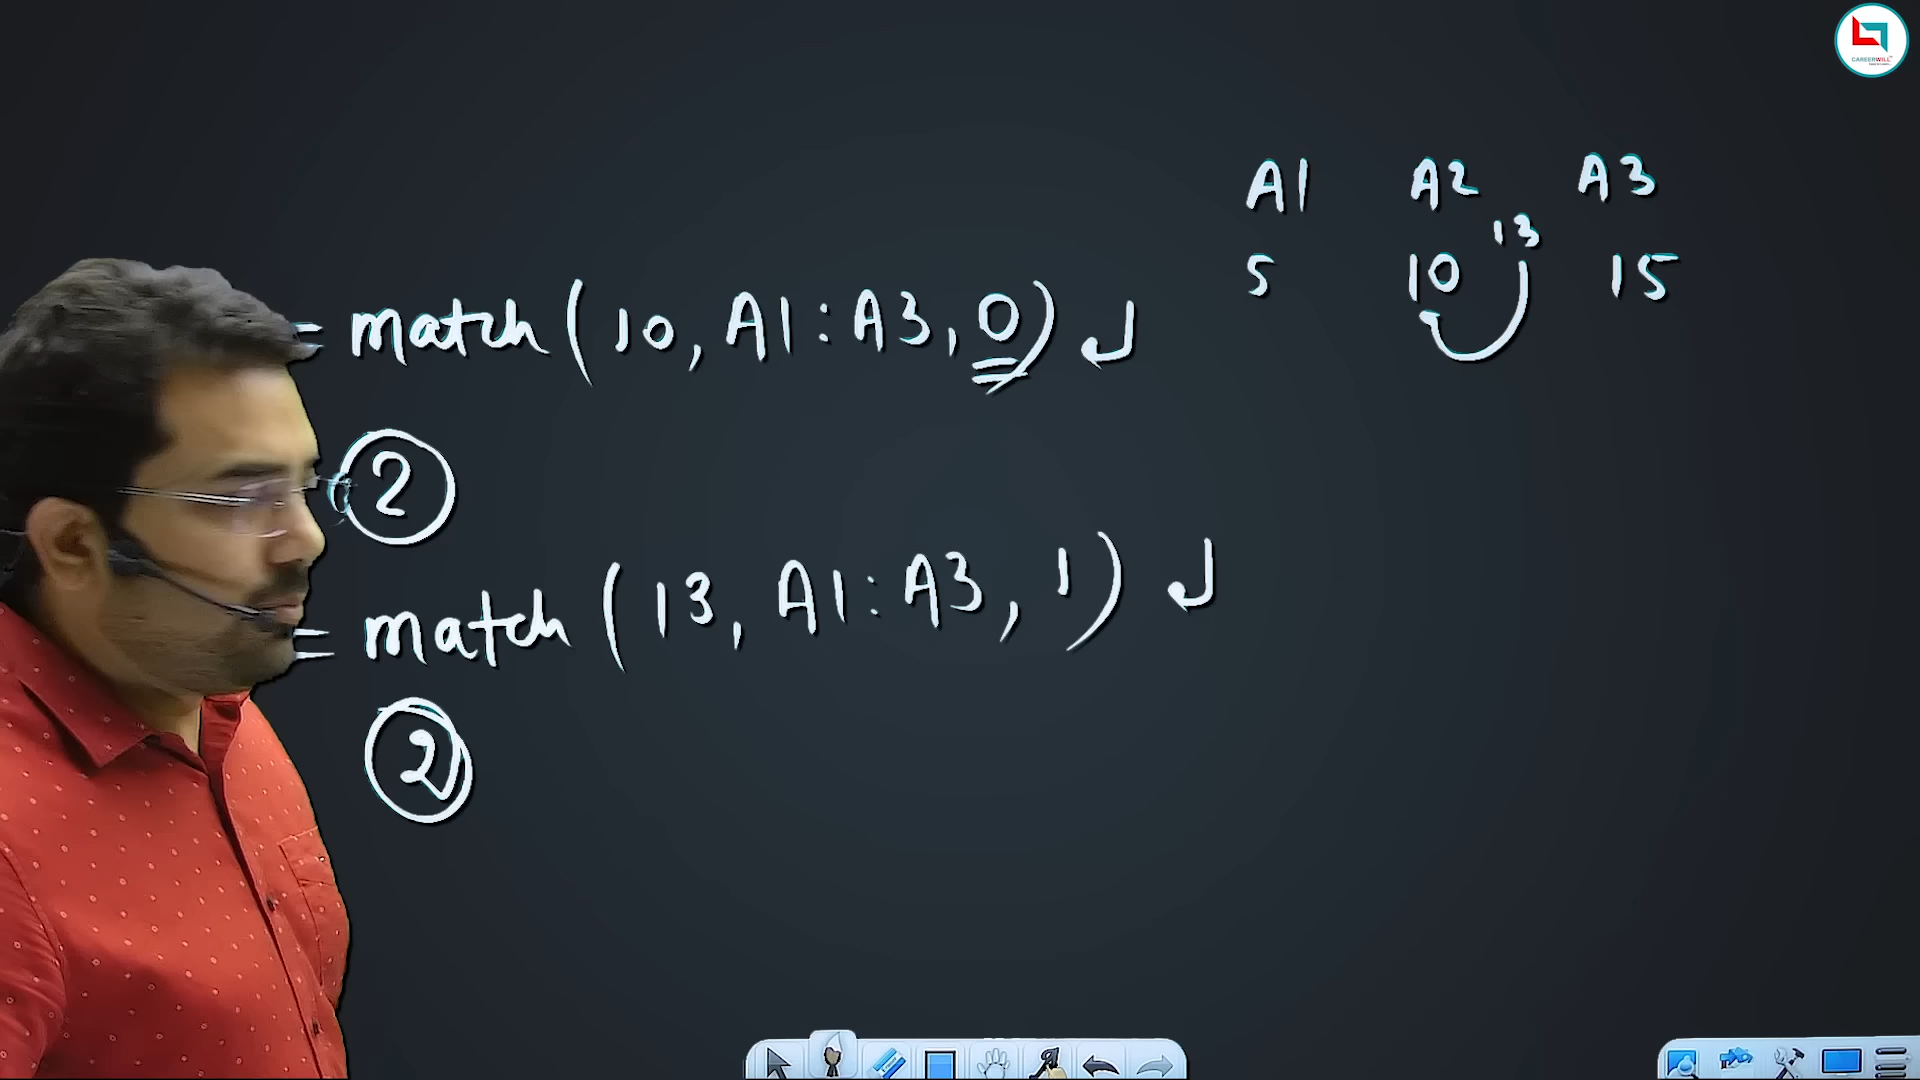 CAREERWILL
A1 A2 A3
13
5 10 15
= match (10, A1:A3, 0)
2
= match (13, A1:A3, 1)
2